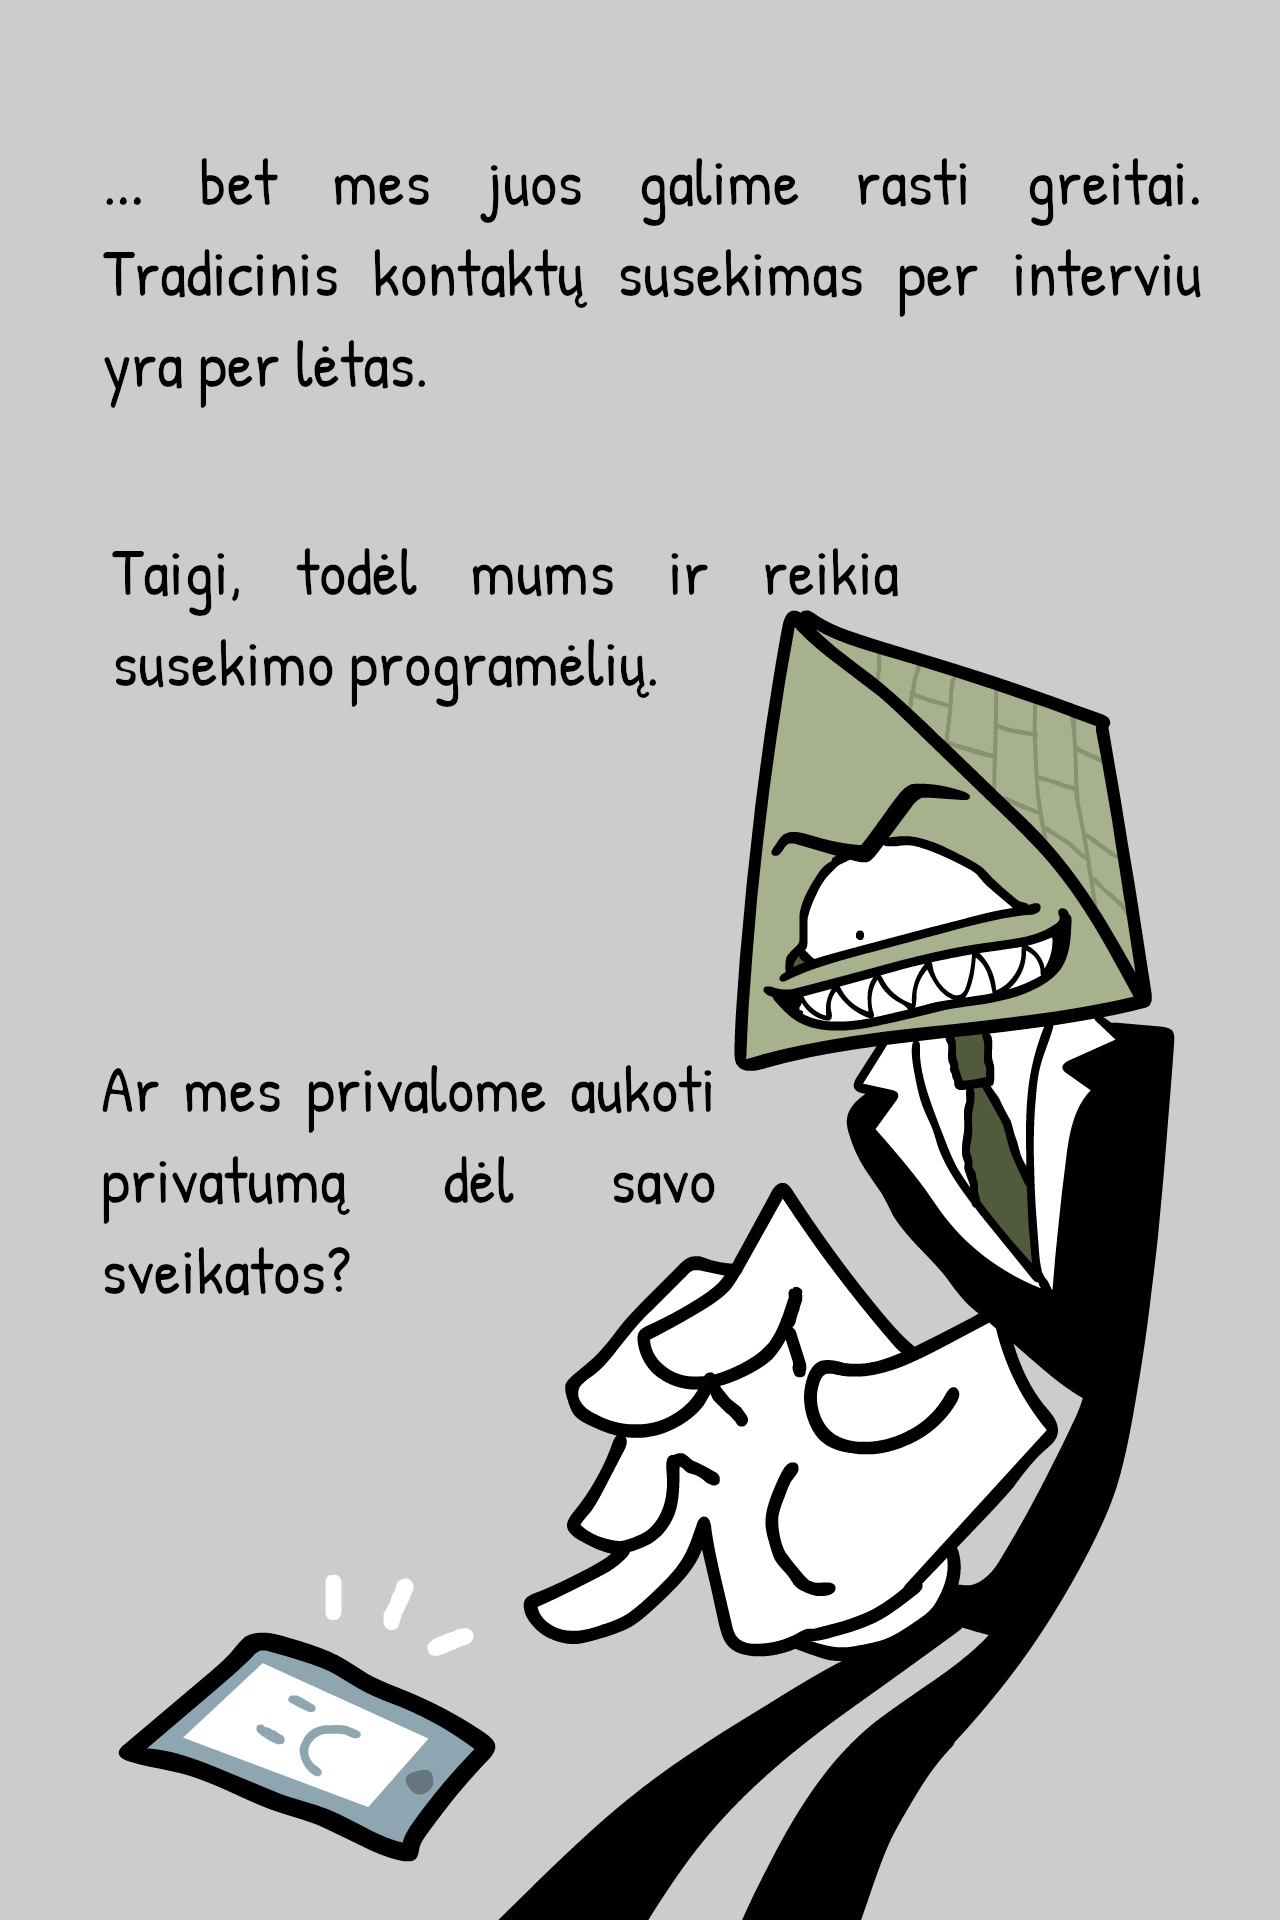 ... bet mes juos galime rasti greitai.
Tradicinis kontaktų susekimas per interviu
yra per lėtas.
Taigi, todėl mums ir reikia
susekimo programėlių.
Ar mes privalome aukoti
privatumą dėl savo
sveikatos?